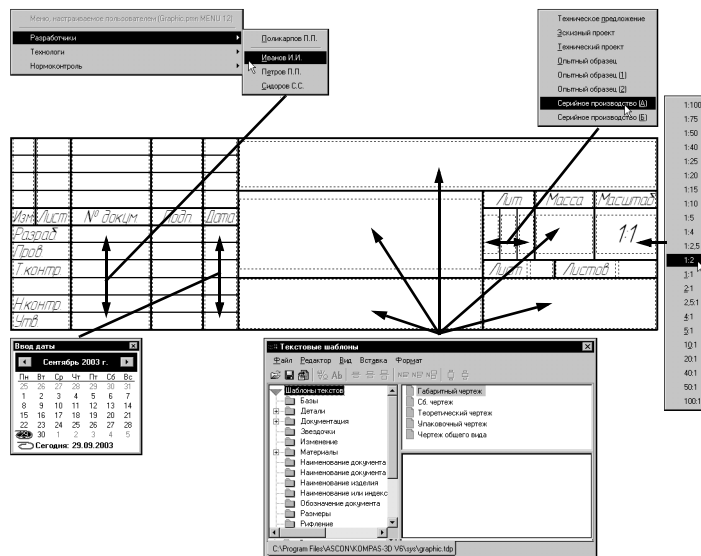 Меню, настраиваемое пользователем (Graphic.pmn MENU 12)
Разработчики
Технологи
Нормоконтроль
Поликарпов П.П.
Иванов И.И.
Петров П.П.
Сидоров С.С.
Техническое предложение
Эскизный проект
Технический проект
Опытный образец
Опытный образец (1)
Опытный образец (2)
Серийное производство (А)
Серийное производство (Б)
1:100
1:75
1:50
1:40
1:25
1:20
1:15
1:10
1:5
1:4
1:2,5
1:2
1:1
2:1
2,5:1
4:1
5:1
10:1
20:1
40:1
50:1
100:1
Изм Лист № докум. Подп Дата
Разраб
Пров.
Т.контр.
Н.контр.
Утв.
Лит Масса Масштаб
1:1
Лист Листов
Ввод даты
Сентябрь 2003 г.
Пн Вт Ср Чт Пт Сб Вс
25 26 27 28 29 30 31
1 2 3 4 5 6 7
8 9 10 11 12 13 14
15 16 17 18 19 20 21
22 23 24 25 26 27 28
29 30 1 2 3 4 5
Сегодня: 29.09.2003
Текстовые шаблоны
Файл Редактор Вид Вставка Формат
Шаблоны текстов
Базы
Детали
Документация
Звездочки
Изменение
Материалы
Наименование документа
Наименование документа
Наименование изделия
Наименование или индекс
Обозначение документа
Размеры
Рифление
Габаритный чертеж
Сб. чертеж
Теоретический чертеж
Упаковочный чертеж
Чертеж общего вида
C:\Program Files\ASCON\KOMPAS-3D V6\sys\graphic.tdp